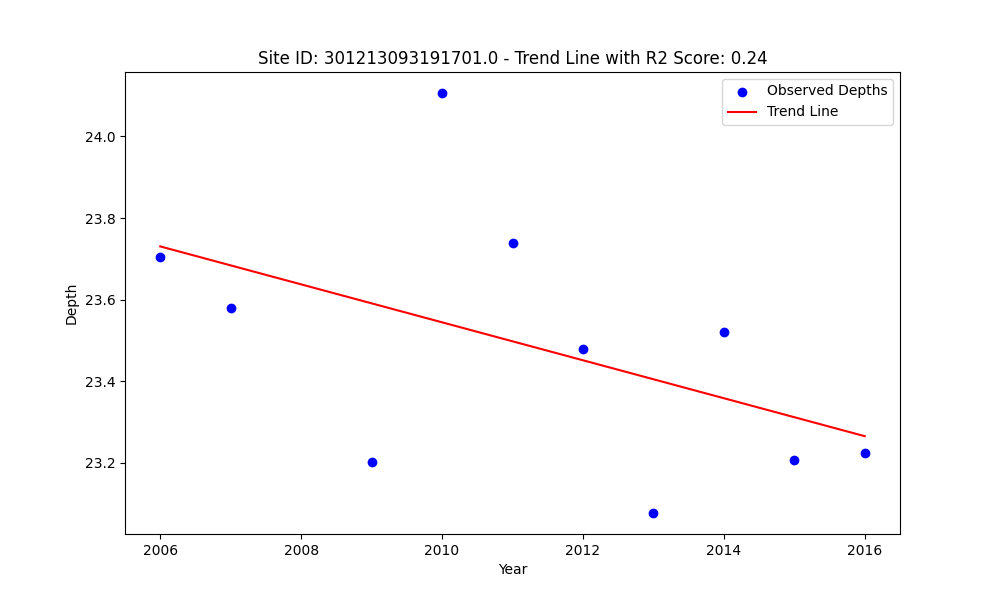 Site ID: 301213093191701.0 - Trend Line with R2 Score: 0.24
Observed Depths
Trend Line
24.0
23.8
23.6
23.4
23.2
Depth
2006
2008
2010
2012
2014
2016
Year